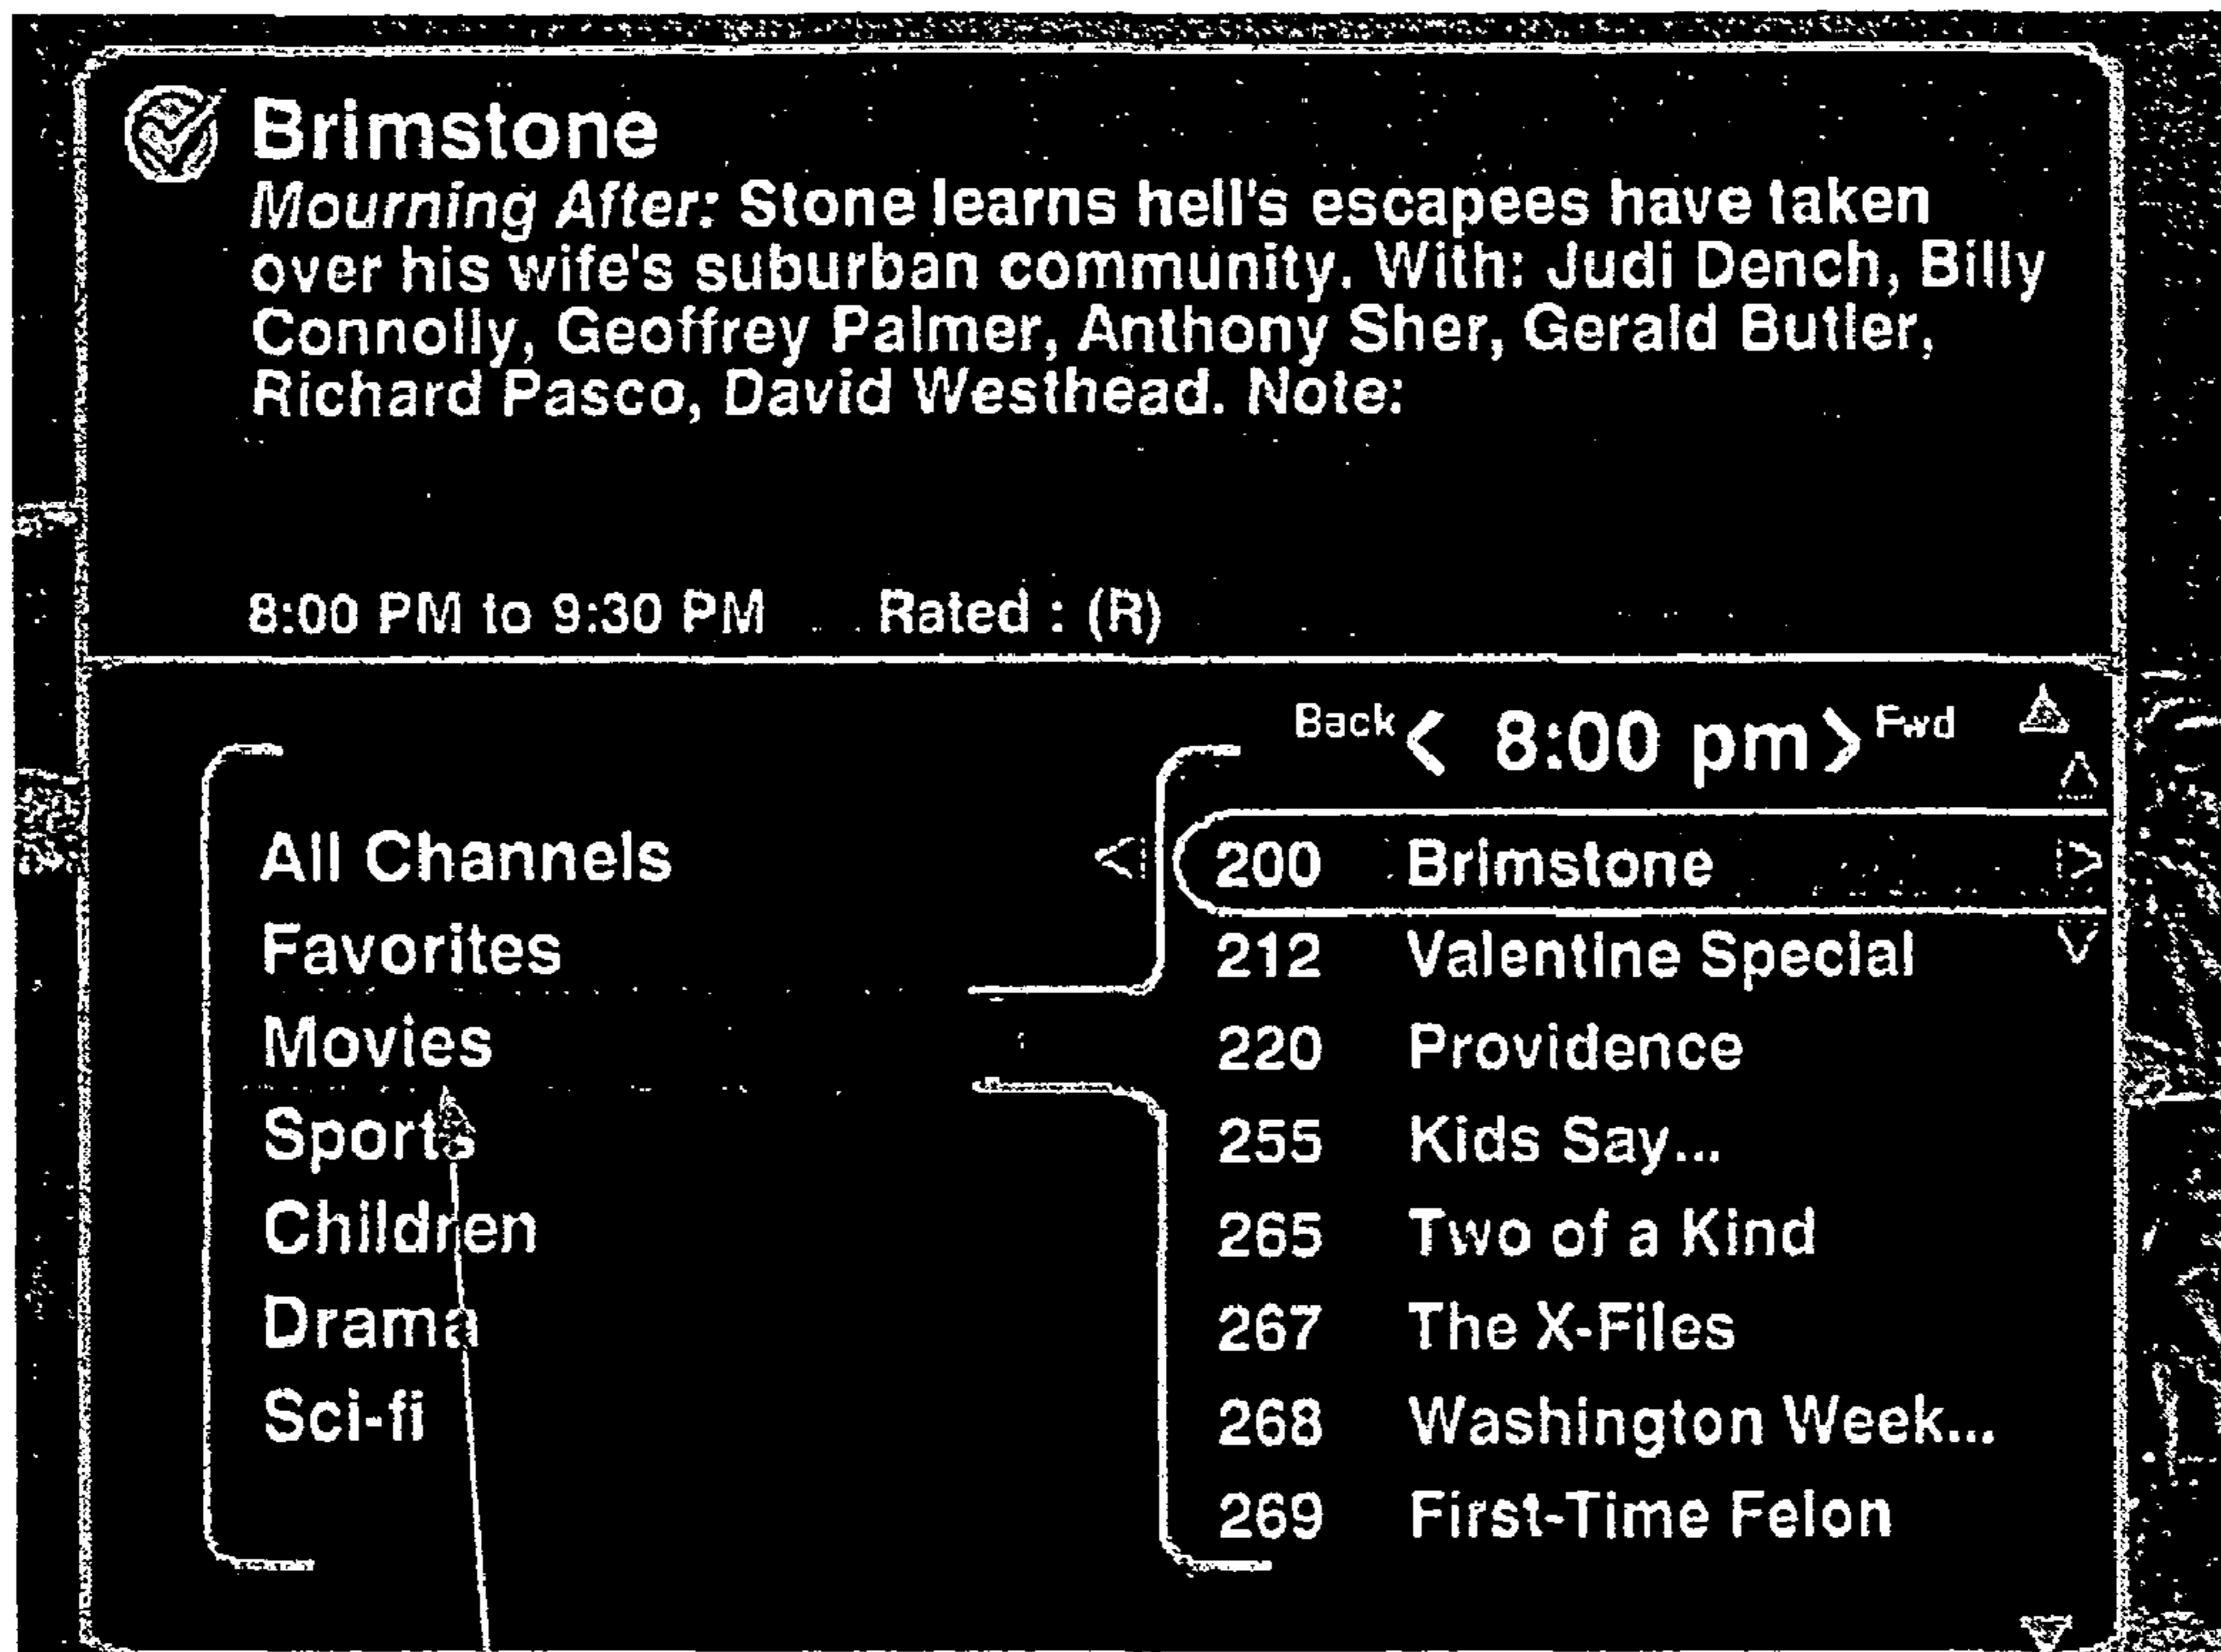 Brimstone
Mourning After: Stone learns hell's escapees have taken
over his wife's suburban community. With: Judi Dench, Billy
Connolly, Geoffrey Palmer, Anthony Sher, Gerald Butler,
Richard Pasco, David Westhead. Note:
8:00 PM to 9:30 PM Rated : (R)
Back < 8:00 pm > Fwd
All Channels
Favorites
Movies
Sports
Children
Drama
Sci-fi
200 Brimstone
212 Valentine Special
220 Providence
255 Kids Say...
265 Two of a Kind
267 The X-Files
268 Washington Week...
269 First-Time Felon